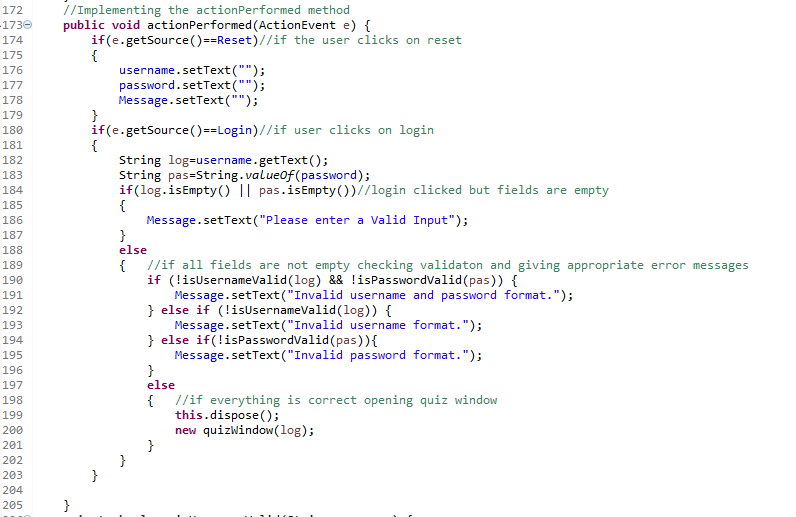 172 //Implementing the actionPerformed method
173 public void actionPerformed(ActionEvent e) {
174 if(e.getSource()==Reset)//if the user clicks on reset
175 {
176 username.setText("");
177 password.setText("");
178 Message.setText("");
179 }
180 if(e.getSource()==Login)//if user clicks on login
181 {
182 String log=username.getText();
183 String pas=String.valueOf(password);
184 if(log.isEmpty() || pas.isEmpty())//login clicked but fields are empty
185 {
186 Message.setText("Please enter a Valid Input");
187 }
188 else
189 { //if all fields are not empty checking validaton and giving appropriate error messages
190 if (!isUsernameValid(log) && !isPasswordValid(pas)) {
191 Message.setText("Invalid username and password format.");
192 } else if (!isUsernameValid(log)) {
193 Message.setText("Invalid username format.");
194 } else if(!isPasswordValid(pas)){
195 Message.setText("Invalid password format.");
196 }
197 else
198 { //if everything is correct opening quiz window
199 this.dispose();
200 new quizWindow(log);
201 }
202 }
203 }
204
205 }